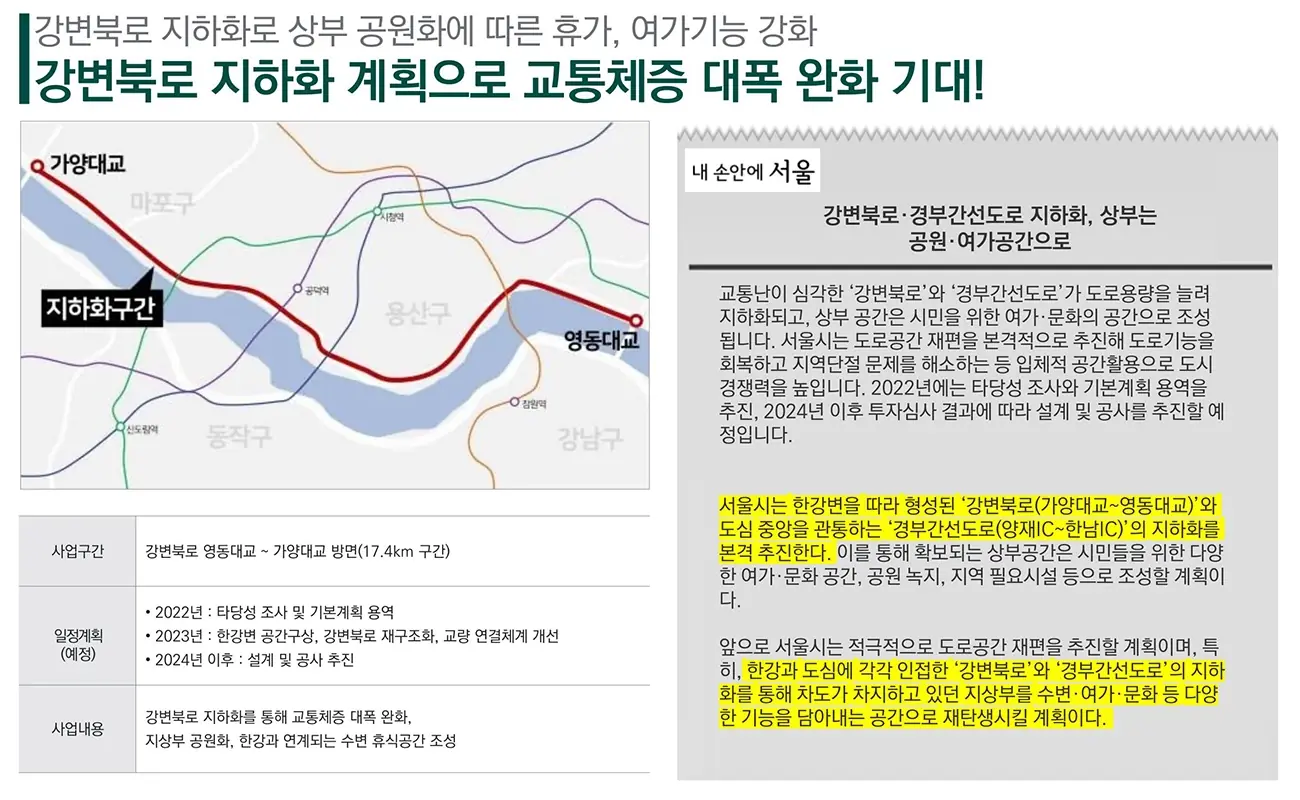 강변북로 지하화로 상부 공원화에 따른 휴가, 여가기능 강화
강변북로 지하화 계획으로 교통체증 대폭 완화 기대!
가양대교
마포구
시청역
공덕역
지하화구간
용산구
영동대교
잠원역
신도림역
동작구
강남구
사업구간
강변북로 영동대교 ~ 가양대교 방면(17.4km 구간)
일정계획
(예정)
• 2022년 : 타당성 조사 및 기본계획 용역
• 2023년 : 한강변 공간구상, 강변북로 재구조화, 교량 연결체계 개선
• 2024년 이후 : 설계 및 공사 추진
사업내용
강변북로 지하화를 통해 교통체증 대폭 완화,
지상부 공원화, 한강과 연계되는 수변 휴식공간 조성
내 손안에 서울
강변북로·경부간선도로 지하화, 상부는
공원·여가공간으로
교통난이 심각한 ‘강변북로’와 ‘경부간선도로’가 도로용량을 늘려
지하화되고, 상부 공간은 시민을 위한 여가·문화의 공간으로 조성
됩니다. 서울시는 도로공간 재편을 본격적으로 추진해 도로기능을
회복하고 지역단절 문제를 해소하는 등 입체적 공간활용으로 도시
경쟁력을 높입니다. 2022년에는 타당성 조사와 기본계획 용역을
추진, 2024년 이후 투자심사 결과에 따라 설계 및 공사를 추진할 예
정입니다.
서울시는 한강변을 따라 형성된 ‘강변북로(가양대교~영동대교)’와
도심 중앙을 관통하는 ‘경부간선도로(양재IC~한남IC)’의 지하화를
본격 추진한다. 이를 통해 확보되는 상부공간은 시민들을 위한 다양
한 여가·문화 공간, 공원 녹지, 지역 필요시설 등으로 조성할 계획이
다.
앞으로 서울시는 적극적으로 도로공간 재편을 추진할 계획이며, 특
히, 한강과 도심에 각각 인접한 ‘강변북로’와 ‘경부간선도로’의 지하
화를 통해 차도가 차지하고 있던 지상부를 수변·여가·문화 등 다양
한 기능을 담아내는 공간으로 재탄생시킬 계획이다.